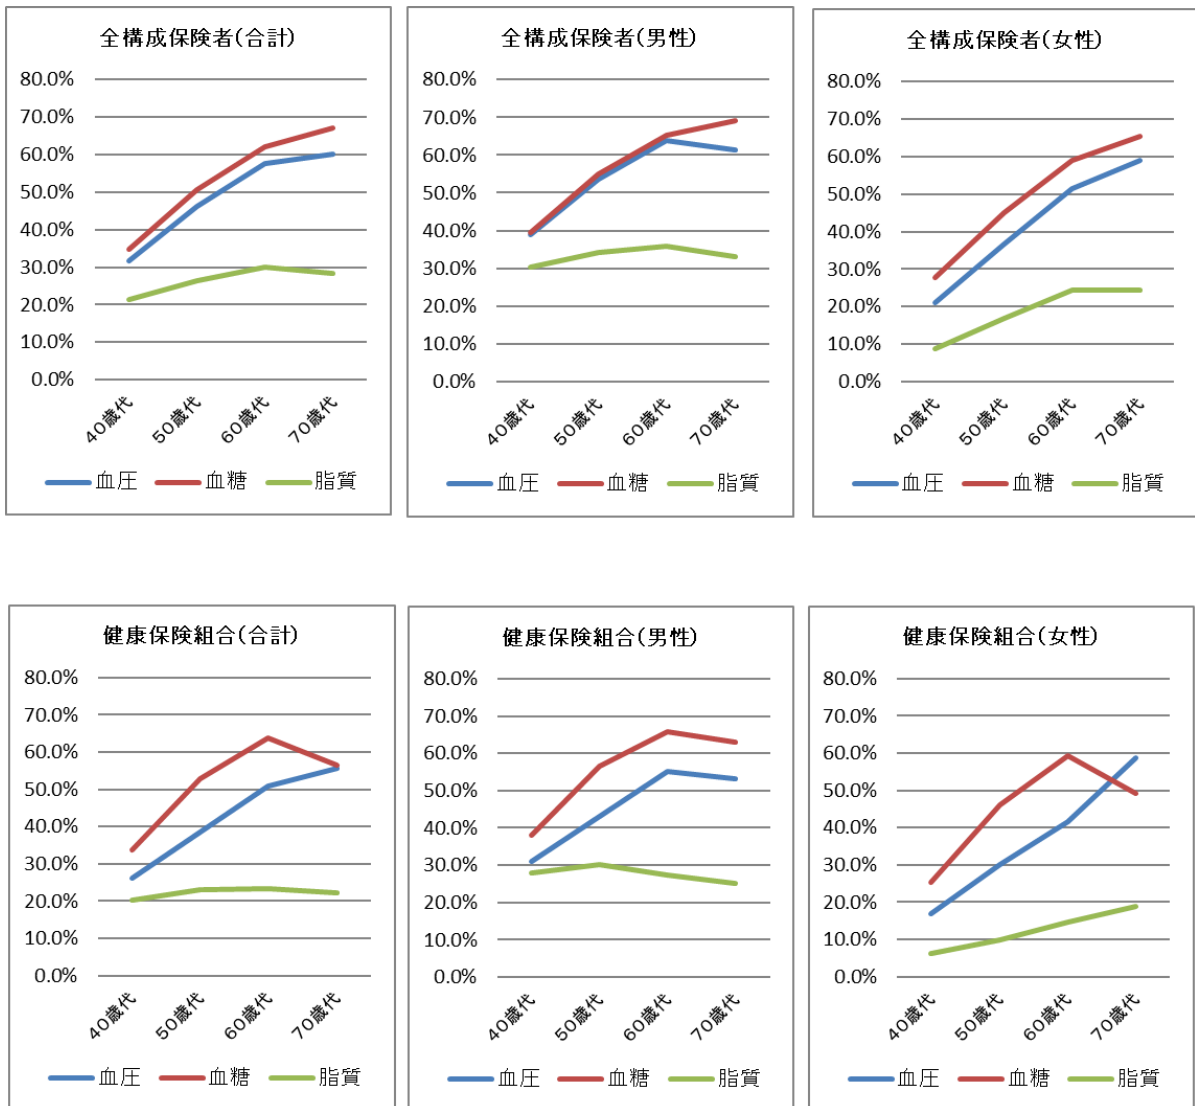 全構成保険者(合計)
80.0%
70.0%
60.0%
50.0%
40.0%
30.0%
20.0%
10.0%
0.0%
40歳代
50歳代
60歳代
70歳代
血圧 血糖 脂質
全構成保険者(男性)
80.0%
70.0%
60.0%
50.0%
40.0%
30.0%
20.0%
10.0%
0.0%
40歳代
50歳代
60歳代
70歳代
血圧 血糖 脂質
全構成保険者(女性)
80.0%
70.0%
60.0%
50.0%
40.0%
30.0%
20.0%
10.0%
0.0%
40歳代
50歳代
60歳代
70歳代
血圧 血糖 脂質
健康保険組合(合計)
80.0%
70.0%
60.0%
50.0%
40.0%
30.0%
20.0%
10.0%
0.0%
40歳代
50歳代
60歳代
70歳代
血圧 血糖 脂質
健康保険組合(男性)
80.0%
70.0%
60.0%
50.0%
40.0%
30.0%
20.0%
10.0%
0.0%
40歳代
50歳代
60歳代
70歳代
血圧 血糖 脂質
健康保険組合(女性)
80.0%
70.0%
60.0%
50.0%
40.0%
30.0%
20.0%
10.0%
0.0%
40歳代
50歳代
60歳代
70歳代
血圧 血糖 脂質